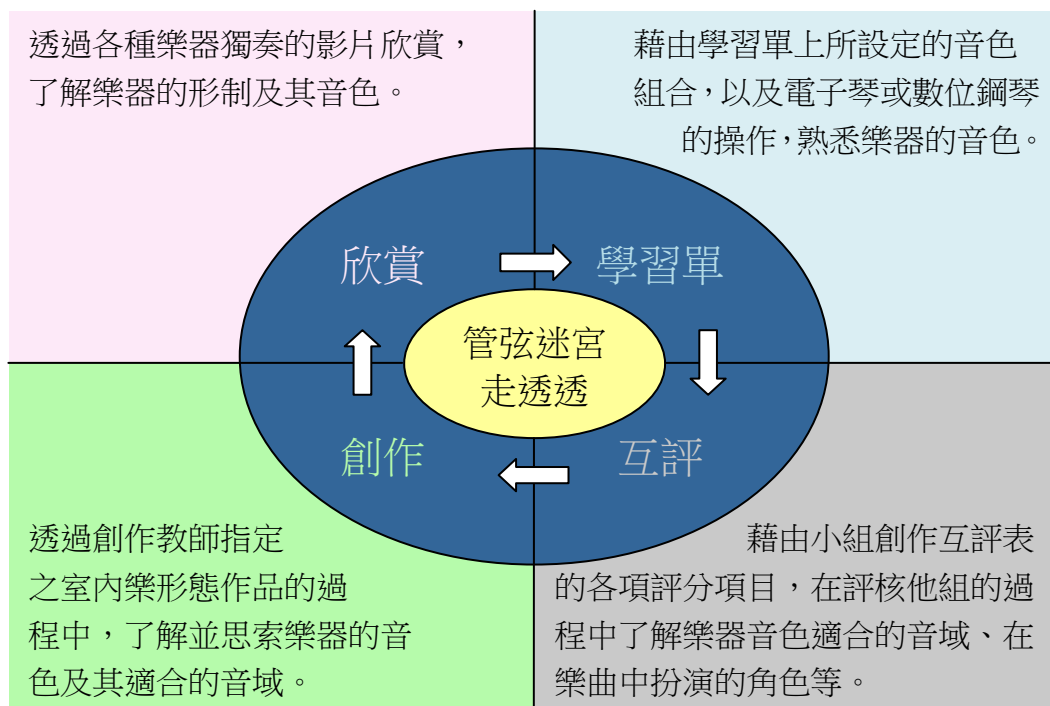 透過各種樂器獨奏的影片欣賞，
了解樂器的形制及其音色。
藉由學習單上所設定的音色
組合，以及電子琴或數位鋼琴
的操作，熟悉樂器的音色。
欣賞
學習單
管弦迷宮
走透透
創作
互評
透過創作教師指定
之室內樂形態作品的過
程中，了解並思索樂器的音
色及其適合的音域。
藉由小組創作互評表
的各項評分項目，在評核他組的過
程中了解樂器音色適合的音域、在
樂曲中扮演的角色等。